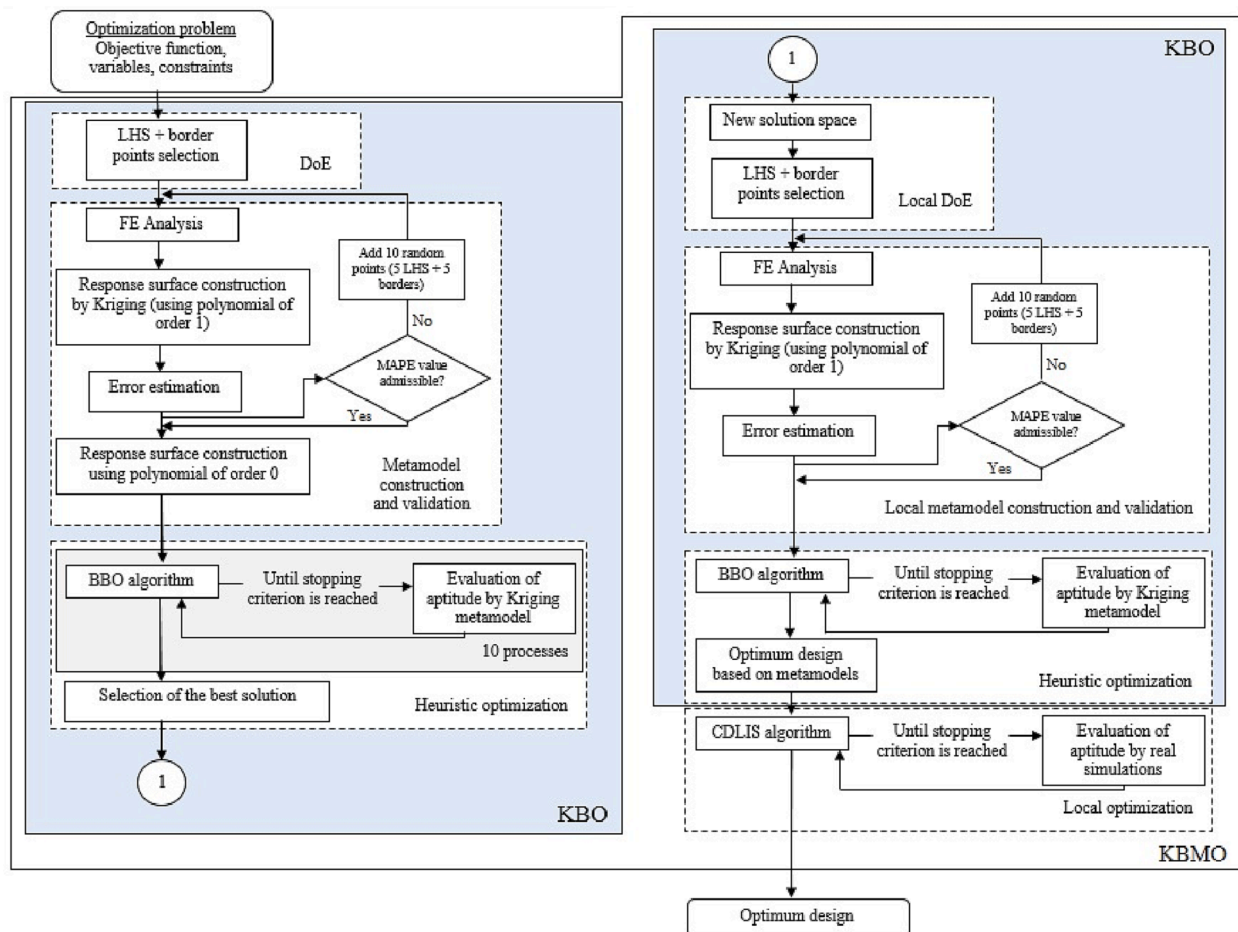 Optimization problem
Objective function,
variables, constraints
LHS + border
points selection
DoE
FE Analysis
Add 10 random
points (5 LHS + 5
borders)
Response surface construction
by Kriging (using polynomial of
order 1)
No
MAPE value
admissible?
Error estimation
Yes
Response surface construction
using polynomial of order 0
Metamodel
construction
and validation
BBO algorithm
Until stopping
criterion is reached
Evaluation of
aptitude by Kriging
metamodel
10 processes
Selection of the best solution
Heuristic optimization
1
KBO
KBO
1
New solution space
LHS + border
points selection
Local DoE
FE Analysis
Add 10 random
points (5 LHS + 5
borders)
Response surface construction
by Kriging (using polynomial of
order 1)
No
MAPE value
admissible?
Error estimation
Yes
Local metamodel construction and validation
BBO algorithm
Until stopping
criterion is reached
Evaluation of
aptitude by Kriging
metamodel
Optimum design
based on metamodels
Heuristic optimization
CDLIS algorithm
Until stopping
criterion is reached
Evaluation of
aptitude by real
simulations
Local optimization
KBMO
Optimum design